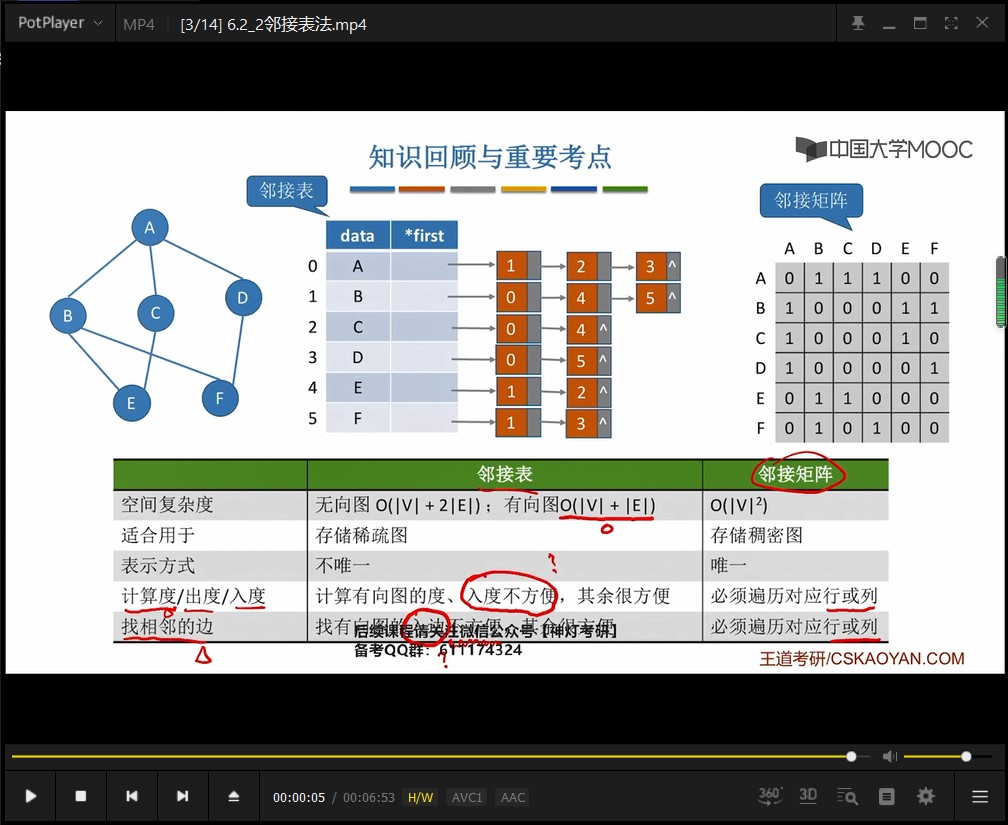 PotPlayer MP4 [3/14] 6.2_2邻接表法.mp4
知识回顾与重要考点
中国大学MOOC
邻接表
邻接矩阵
A
B
C
D
E
F
data *first
0 A 1 2 3 ^
1 B 0 4 5 ^
2 C 0 4 ^
3 D 0 5 ^
4 E 1 2 ^
5 F 1 3 ^
A B C D E F
A 0 1 1 1 0 0
B 1 0 0 0 1 1
C 1 0 0 0 1 0
D 1 0 0 0 0 1
E 0 1 1 0 0 0
F 0 1 0 1 0 0
邻接表 邻接矩阵
空间复杂度 无向图 O(|V| + 2|E|)；有向图O(|V| + |E|) O(|V|²)
适合用于 存储稀疏图 存储稠密图
表示方式 不唯一 唯一
?
计算度/出度/入度 计算有向图的度、入度不方便，其余很方便 必须遍历对应行或列
找相邻的边 找有向图的 方便，其余很方便 必须遍历对应行或列
后续课程请关注微信公众号【神灯考研】
备考QQ群：611174324
?
王道考研/CSKAOYAN.COM
00:00:05 / 00:06:53 H/W AVC1 AAC
360° 3D